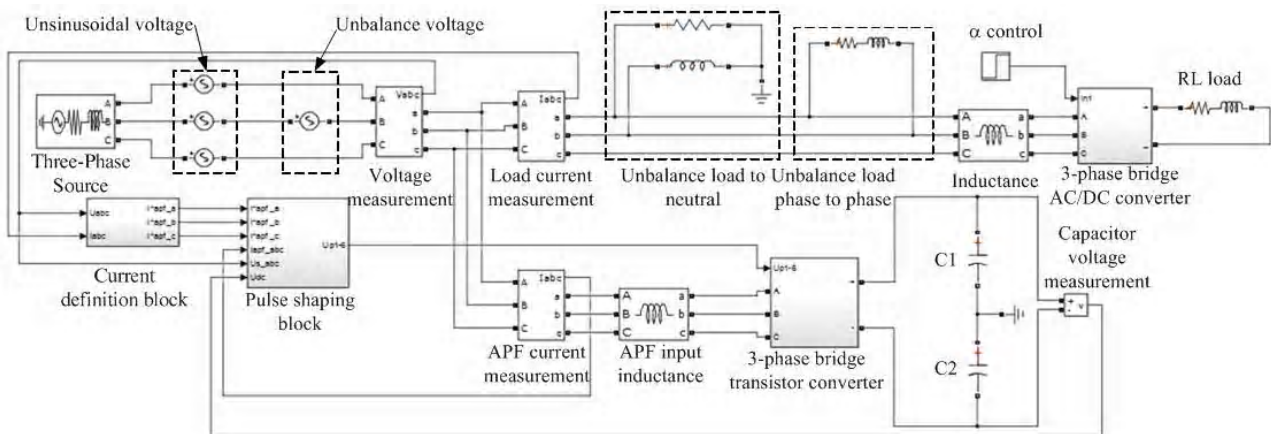 Unsinusoidal voltage
Unbalance voltage
α control
RL load
A
B
C
Three-Phase
Source
A
B
C
Vabc
a
b
c
Voltage
measurement
A
B
C
Iabc
a
b
c
Load current
measurement
Unbalance load to
neutral
Unbalance load
phase to phase
A
B
C
a
b
c
Inductance
In1
A
B
C
+
-
3-phase bridge
AC/DC converter
Uabc
Iabc
I*apf_a
I*apf_b
I*apf_c
Current
definition block
I*apf_a
I*apf_b
I*apf_c
Iapf_abc
Us_abc
Udc
Up1-6
Pulse shaping
block
A
B
C
Iabc
a
b
c
APF current
measurement
A
B
C
a
b
c
APF input
inductance
Up1-6
A
B
C
+
-
3-phase bridge
transistor converter
C1
C2
Capacitor
voltage
measurement
+
-
v